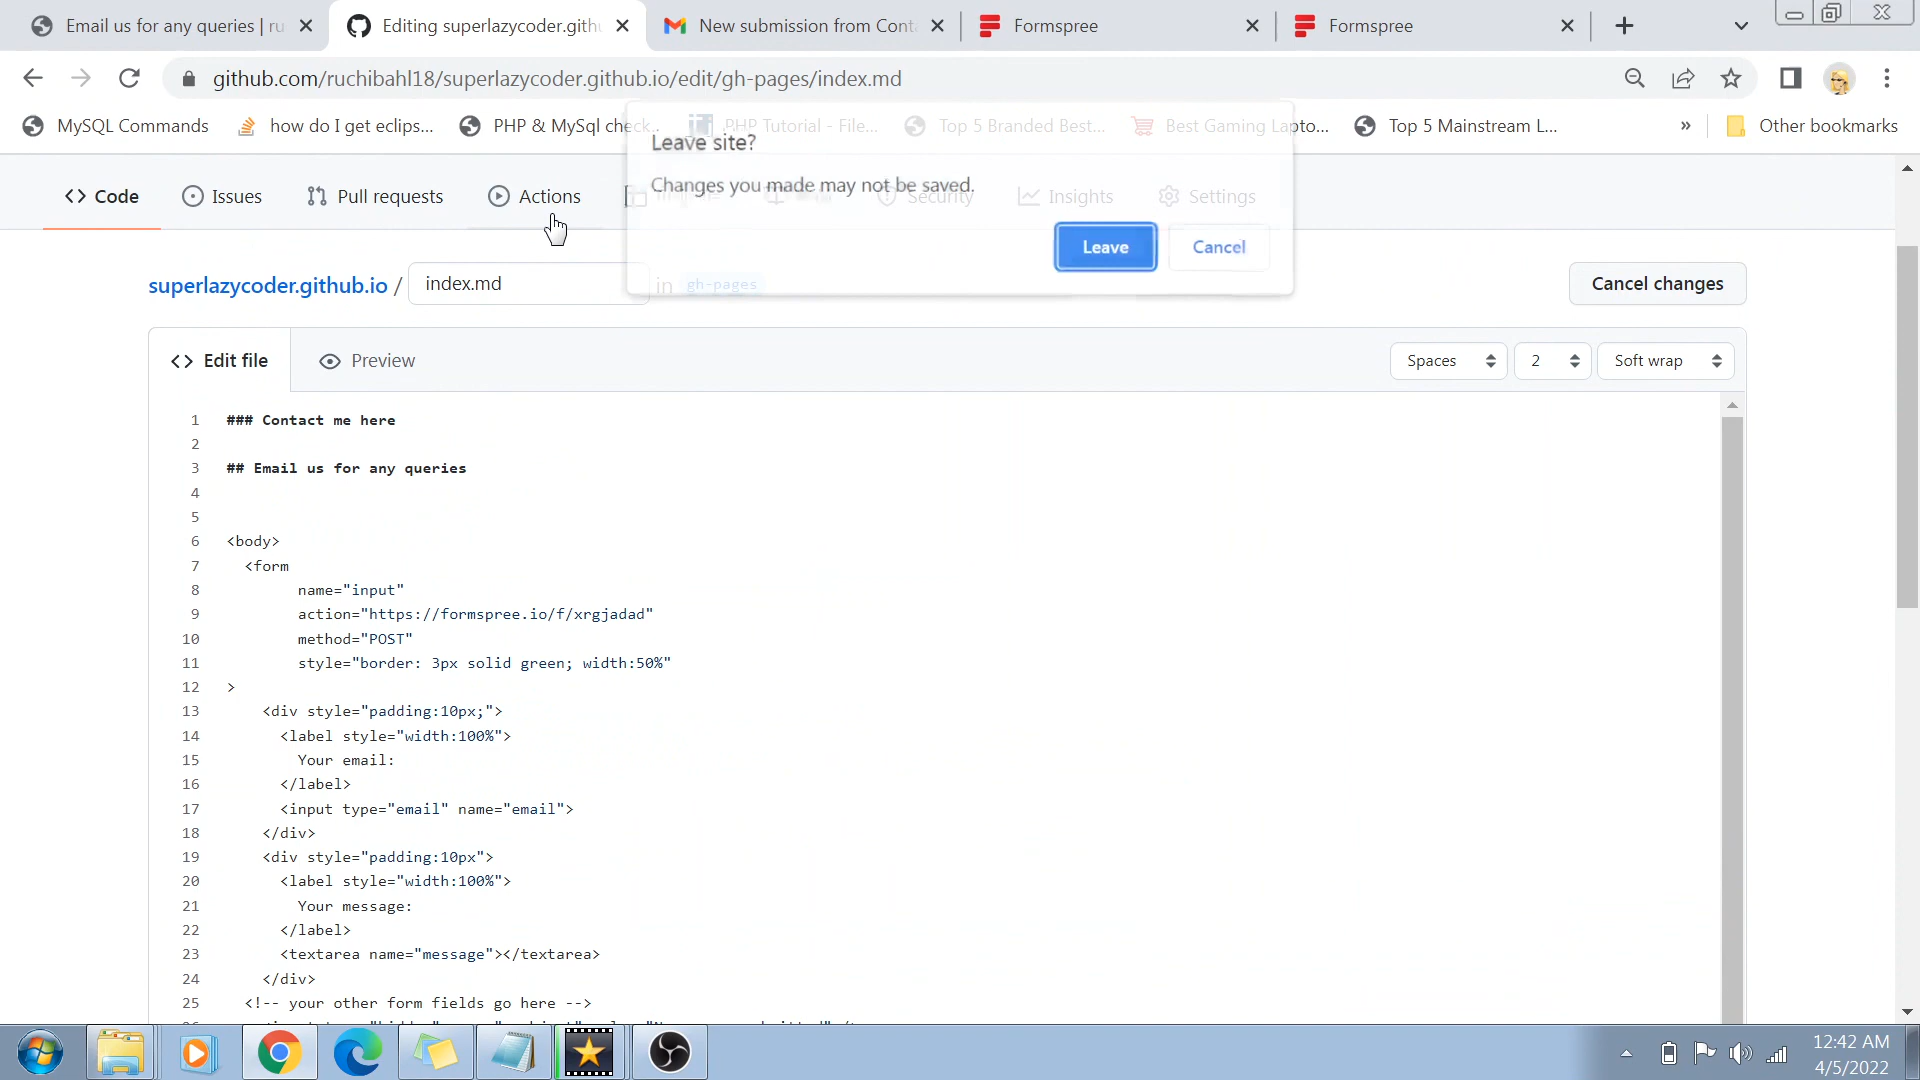 Email us for any queries | ru
Editing superlazycoder.gith
New submission from Conta
Formspree
Formspree
github.com/ruchibahl18/superlazycoder.github.io/edit/gh-pages/index.md
MySQL Commands
how do I get eclips...
PHP & MySql check...
PHP Tutorial - File...
Top 5 Branded Best...
Best Gaming Lapto...
Top 5 Mainstream L...
»
Other bookmarks
Leave site?
Changes you made may not be saved.
Leave
Cancel
Code
Issues
Pull requests
Actions
Security
Insights
Settings
superlazycoder.github.io / index.md in gh-pages
Cancel changes
<> Edit file
Preview
Spaces
2
Soft wrap
1 ### Contact me here
2
3 ## Email us for any queries
4
5
6 <body>
7 <form
8 name="input"
9 action="https://formspree.io/f/xrgjadad"
10 method="POST"
11 style="border: 3px solid green; width:50%"
12 >
13 <div style="padding:10px;">
14 <label style="width:100%">
15 Your email:
16 </label>
17 <input type="email" name="email">
18 </div>
19 <div style="padding:10px">
20 <label style="width:100%">
21 Your message:
22 </label>
23 <textarea name="message"></textarea>
24 </div>
25 <!-- your other form fields go here -->
12:42 AM
4/5/2022